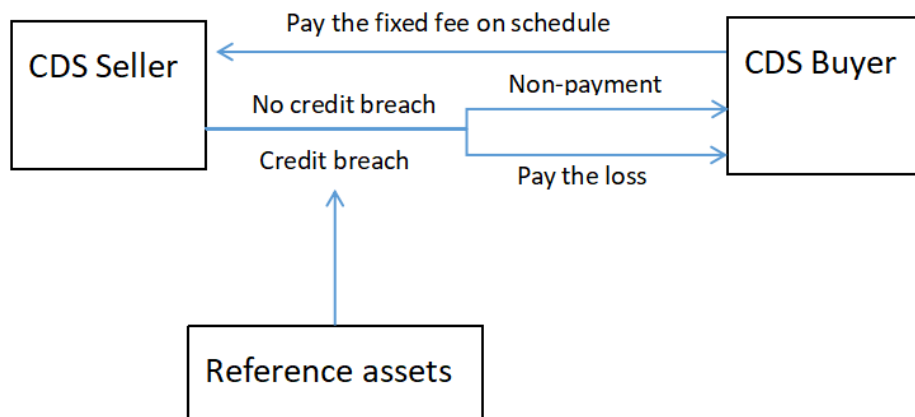 Pay the fixed fee on schedule
CDS Seller
CDS Buyer
No credit breach
Non-payment
Credit breach
Pay the loss
Reference assets